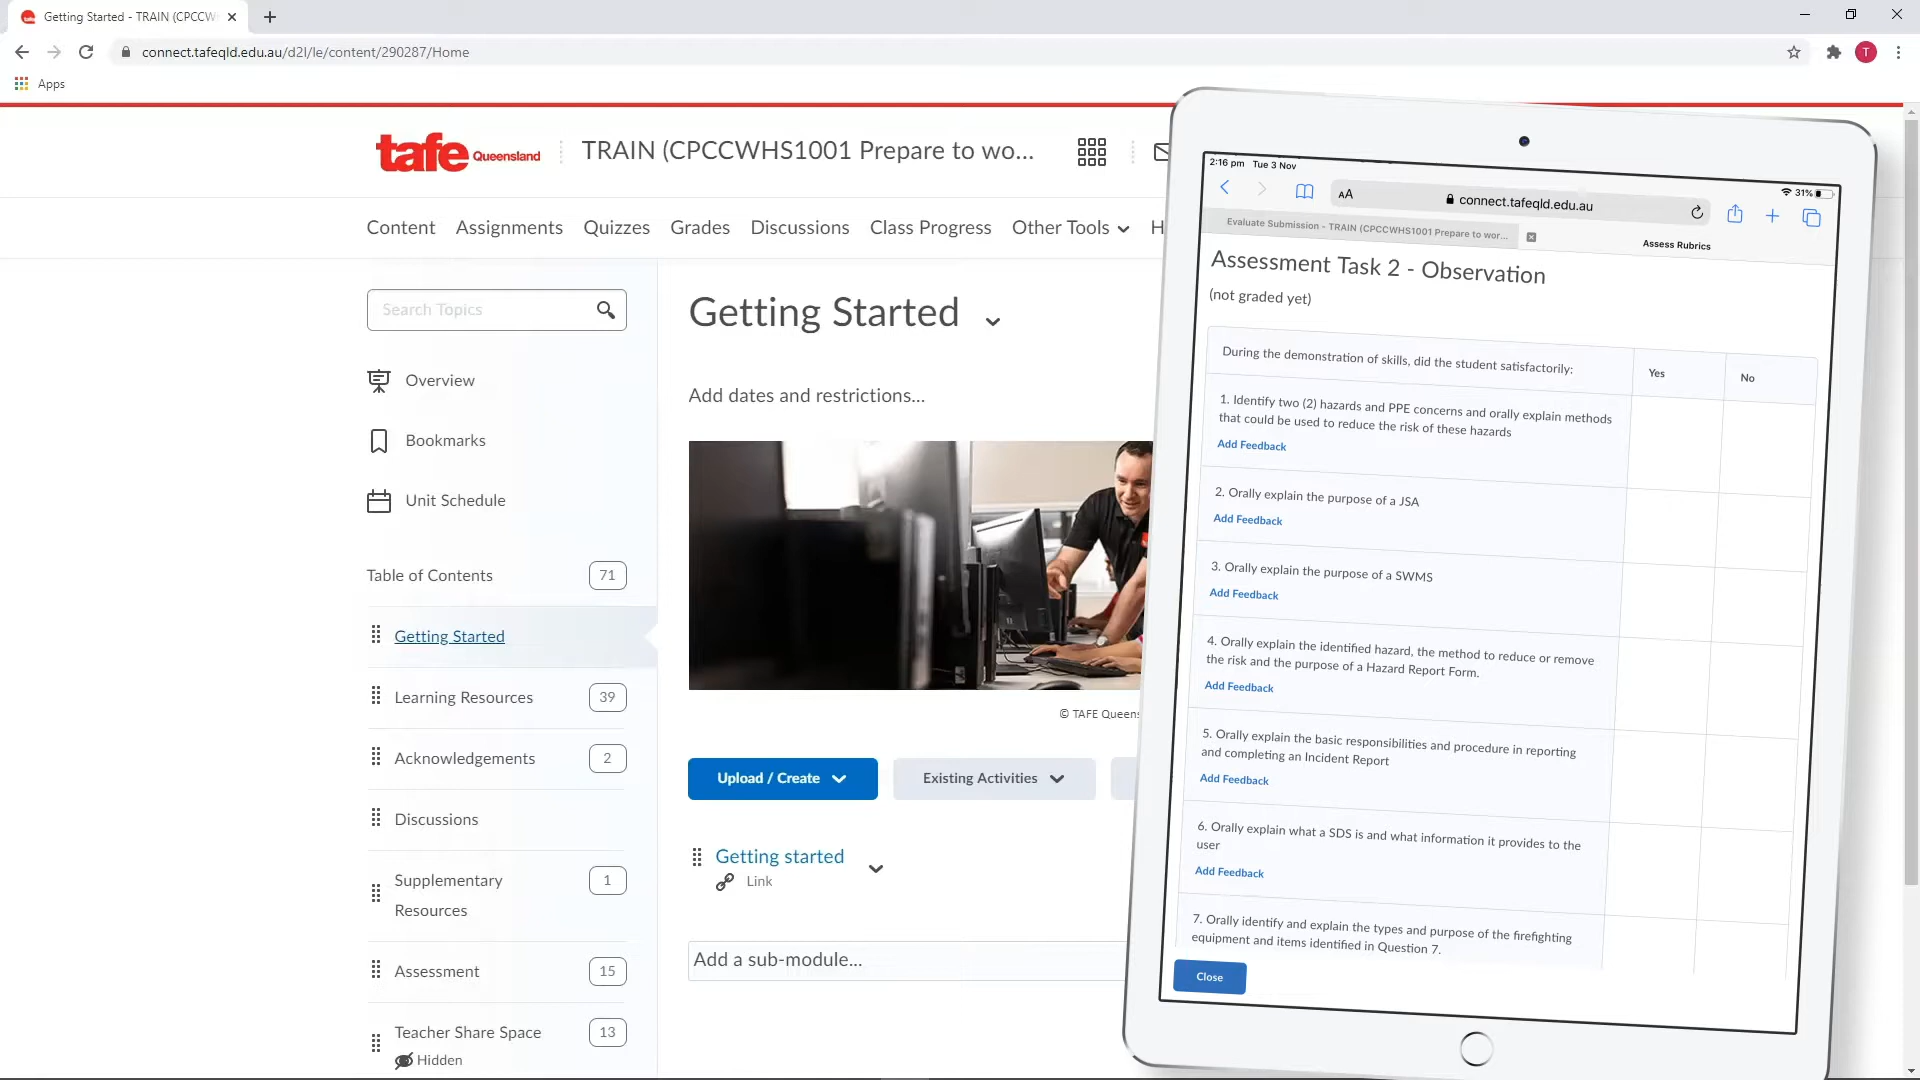 Getting Started - TRAIN (CPCCW
connect.tafeqld.edu.au/d2l/le/content/290287/Home
T
Apps
tafe Queensland
TRAIN (CPCCWHS1001 Prepare to wo...
Content
Assignments
Quizzes
Grades
Discussions
Class Progress
Other Tools
H
Search Topics
Overview
Bookmarks
Unit Schedule
Table of Contents
71
Getting Started
Learning Resources
39
Acknowledgements
2
Discussions
Supplementary
Resources
1
Assessment
15
Teacher Share Space
13
Hidden
Getting Started
Add dates and restrictions...
© TAFE Queens
Upload / Create
Existing Activities
Getting started
Link
Add a sub-module...
2:16 pm Tue 3 Nov
31%
AA
connect.tafeqld.edu.au
Evaluate Submission - TRAIN (CPCCWHS1001 Prepare to wor...
Assess Rubrics
Assessment Task 2 - Observation
(not graded yet)
During the demonstration of skills, did the student satisfactorily:
Yes
No
1. Identify two (2) hazards and PPE concerns and orally explain methods
that could be used to reduce the risk of these hazards
Add Feedback
2. Orally explain the purpose of a JSA
Add Feedback
3. Orally explain the purpose of a SWMS
Add Feedback
4. Orally explain the identified hazard, the method to reduce or remove
the risk and the purpose of a Hazard Report Form.
Add Feedback
5. Orally explain the basic responsibilities and procedure in reporting
and completing an Incident Report
Add Feedback
6. Orally explain what a SDS is and what information it provides to the
user
Add Feedback
7. Orally identify and explain the types and purpose of the firefighting
equipment and items identified in Question 7.
Close